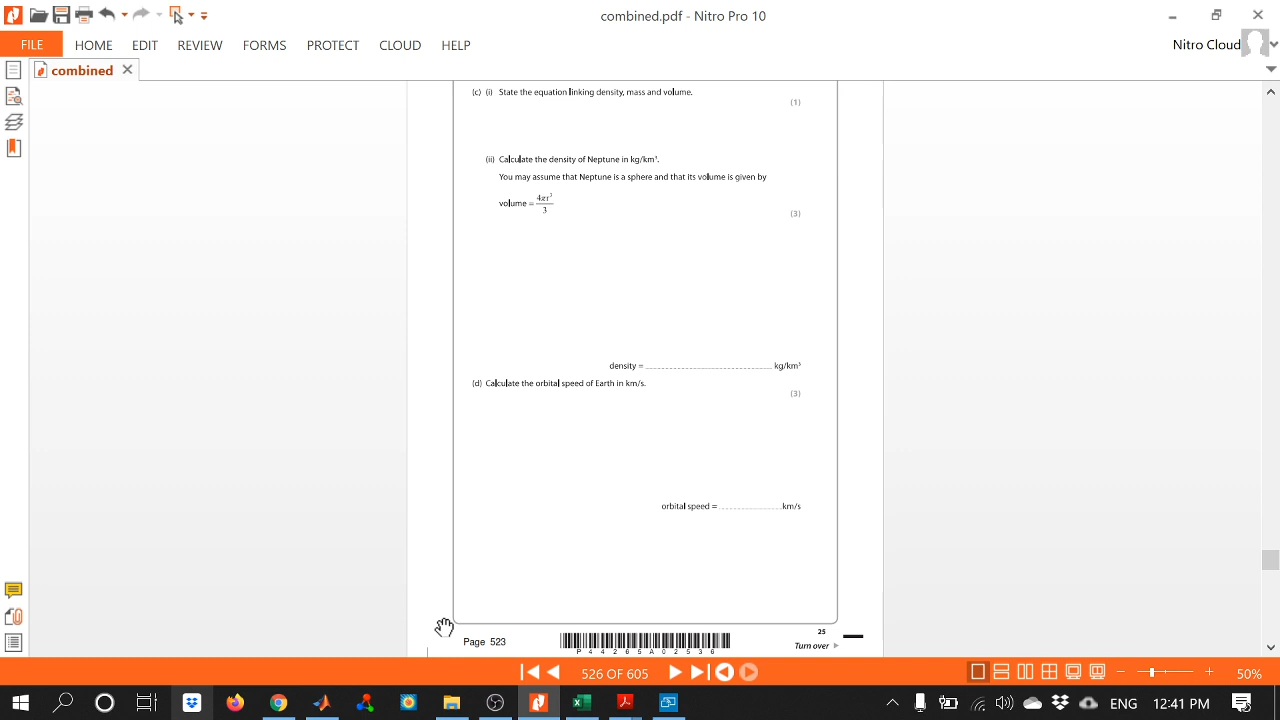 combined.pdf - Nitro Pro 10
FILE HOME EDIT REVIEW FORMS PROTECT CLOUD HELP
Nitro Cloud
combined
(c) (i) State the equation linking density, mass and volume.
(1)
(ii) Calculate the density of Neptune in kg/km³.
You may assume that Neptune is a sphere and that its volume is given by
volume = 4πr³/3
(3)
density = ........................................ kg/km³
(d) Calculate the orbital speed of Earth in km/s.
(3)
orbital speed = .................... km/s
25
Page 523
P44265A02536
Turn over
526 OF 605
50%
ENG 12:41 PM